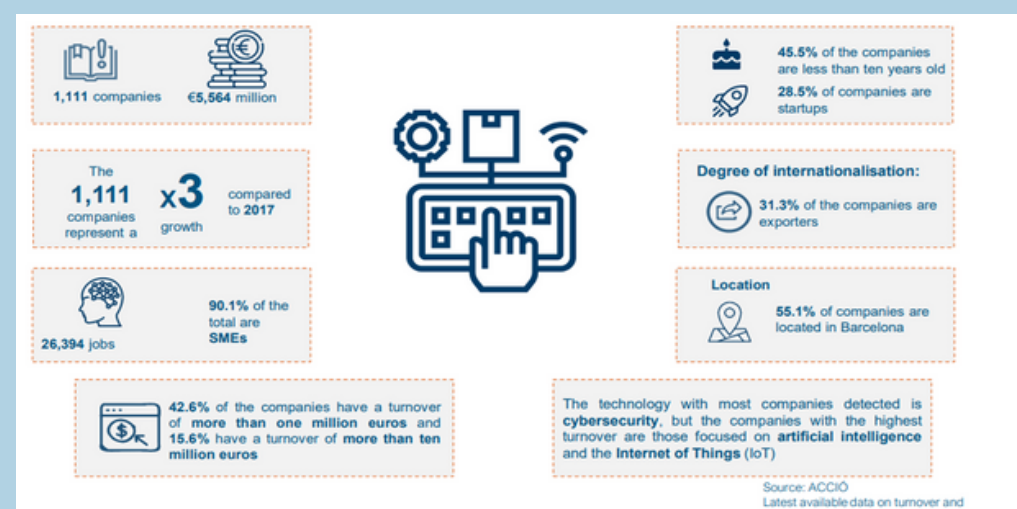 1,111 companies
€5,564 million
The
1,111
companies
represent a
x3
growth
compared
to 2017
26,394 jobs
90.1% of the
total are
SMEs
42.6% of the companies have a turnover
of more than one million euros and
15.6% have a turnover of more than ten
million euros
45.5% of the companies
are less than ten years old
28.5% of companies are
startups
Degree of internationalisation:
31.3% of the companies are
exporters
Location
55.1% of companies are
located in Barcelona
The technology with most companies detected is
cybersecurity, but the companies with the highest
turnover are those focused on artificial intelligence
and the Internet of Things (IoT)
Source: ACCIÓ
Latest available data on turnover and